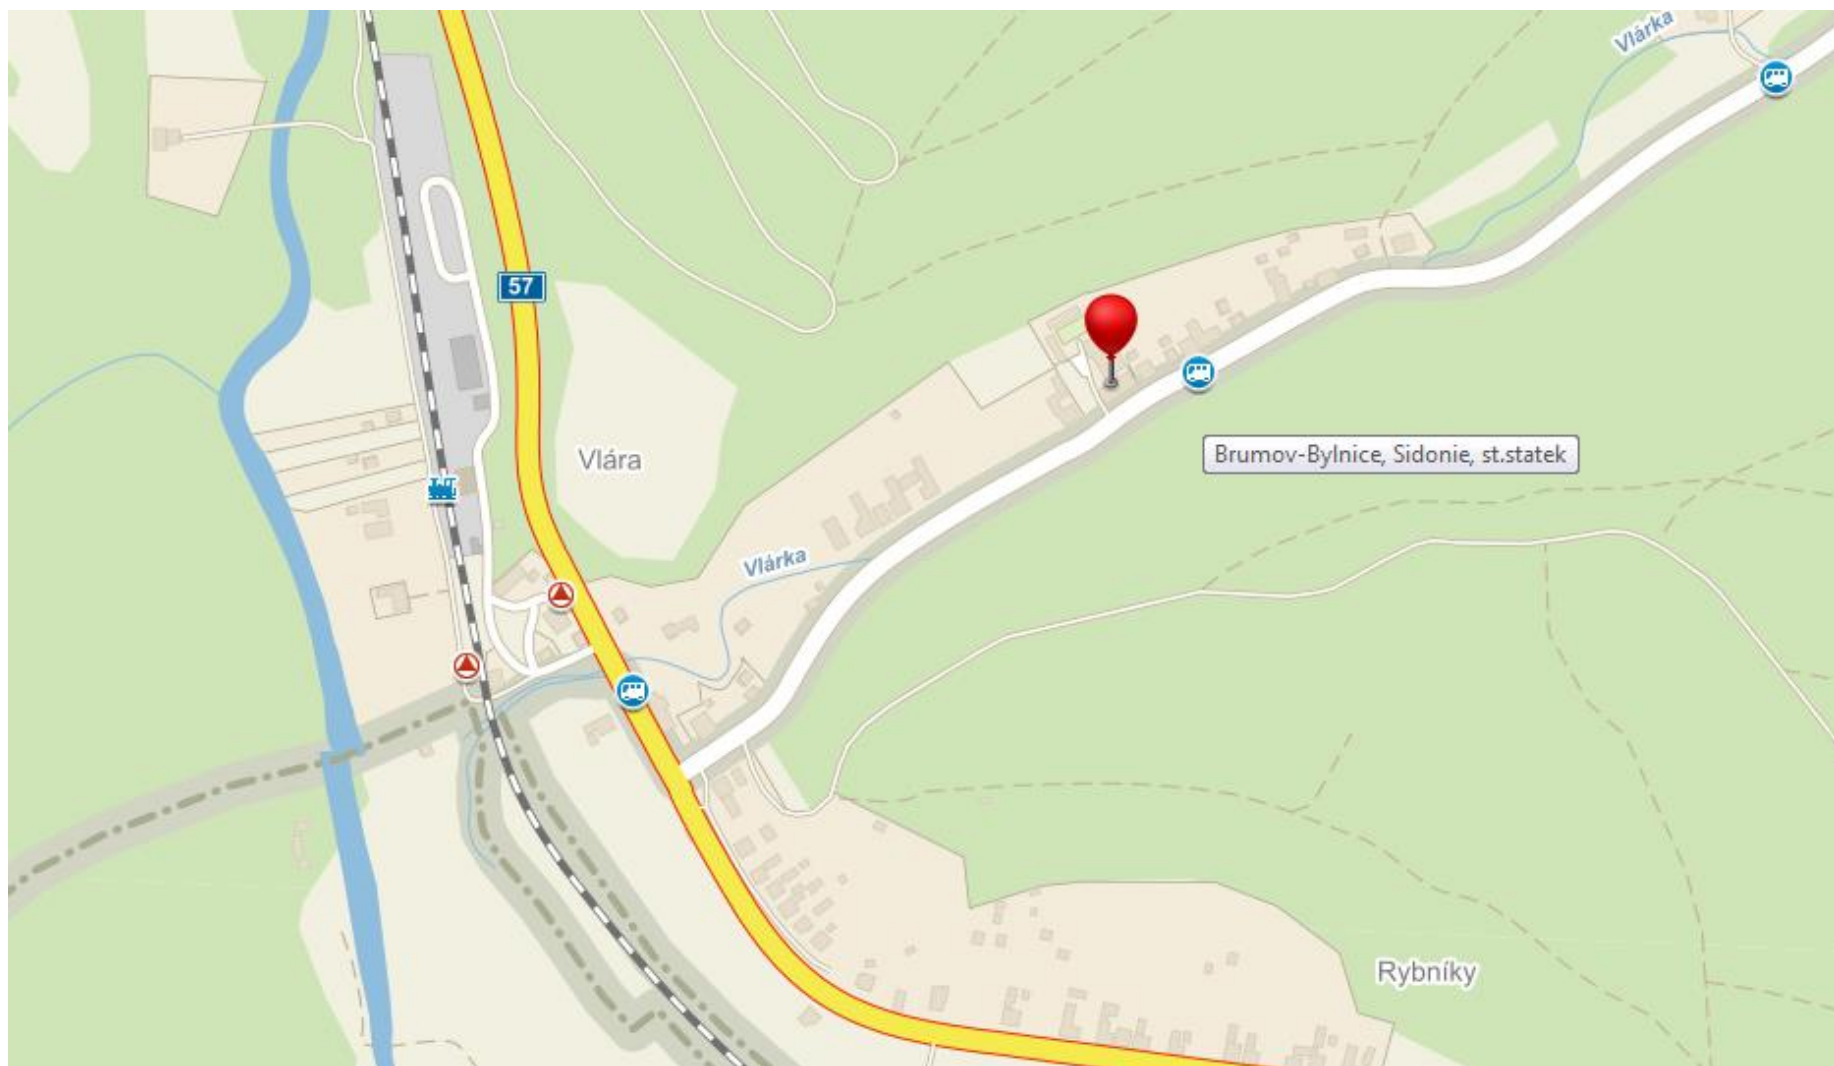 Vlárka
57
Vlára
Brumov-Bylnice, Sidonie, st.statek
Vlárka
Rybníky